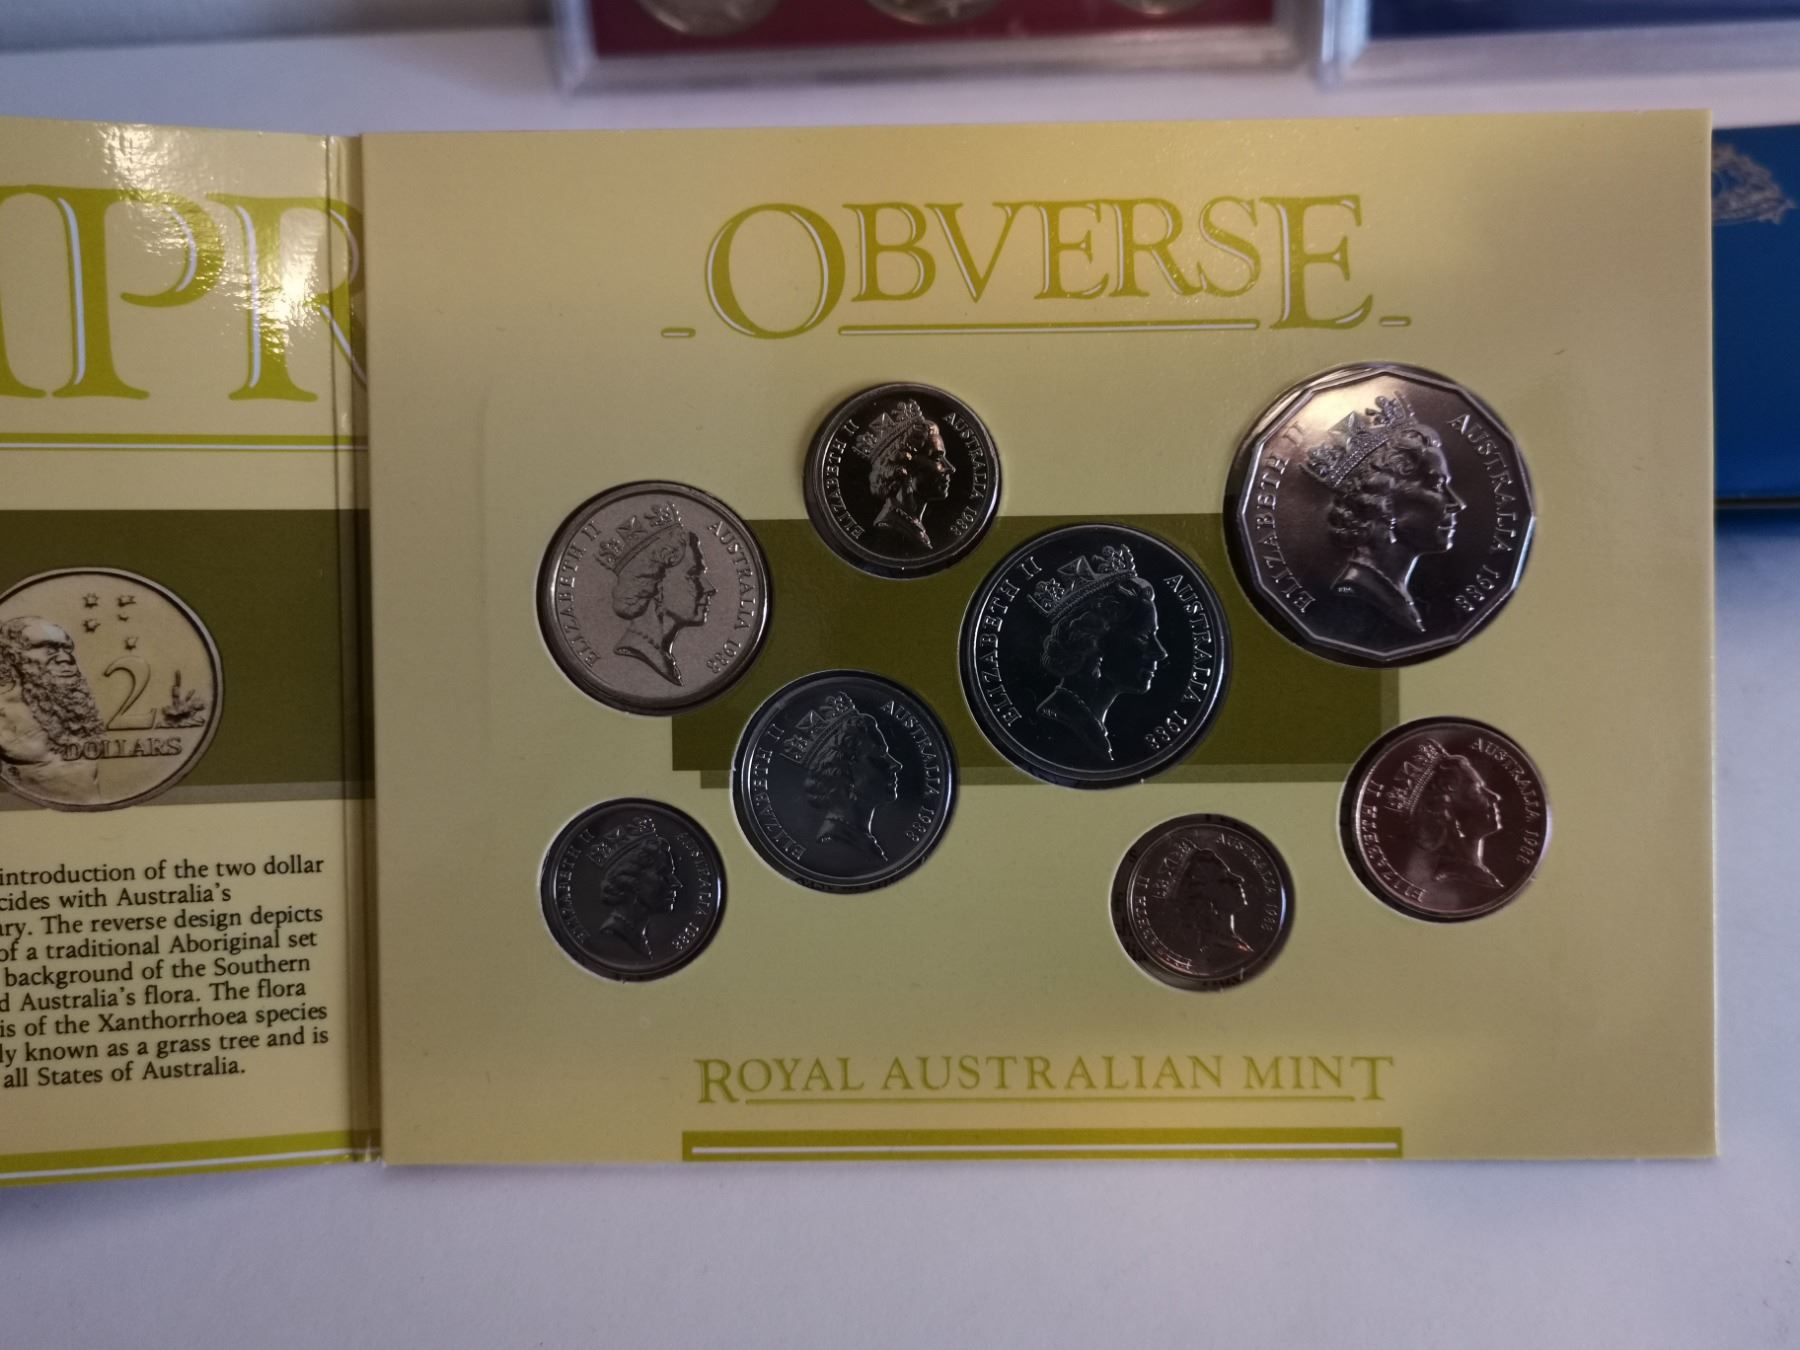 PR
2
DOLLARS
introduction of the two dollar
cides with Australia's
ary. The reverse design depicts
of a traditional Aboriginal set
background of the Southern
d Australia's flora. The flora
is of the Xanthorrhoea species
ly known as a grass tree and is
all States of Australia.
OBVERSE
ELIZABETH II AUSTRALIA 1988
ELIZABETH II AUSTRALIA 1988
ELIZABETH II AUSTRALIA 1988
ELIZABETH II AUSTRALIA 1988
ELIZABETH II AUSTRALIA 1988
ELIZABETH II AUSTRALIA 1988
ELIZABETH II AUSTRALIA 1988
ELIZABETH II AUSTRALIA 1988
ROYAL AUSTRALIAN MINT